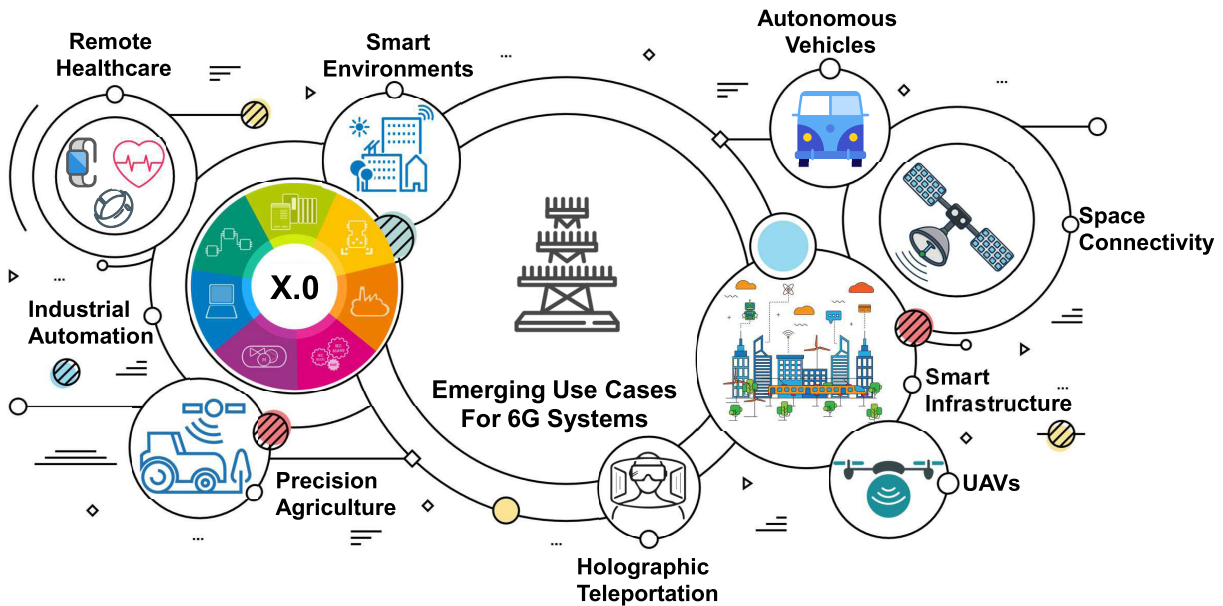 Remote
Healthcare
Smart
Environments
Autonomous
Vehicles
Space
Connectivity
Industrial
Automation
X.0
Emerging Use Cases
For 6G Systems
Smart
Infrastructure
Precision
Agriculture
UAVs
Holographic
Teleportation